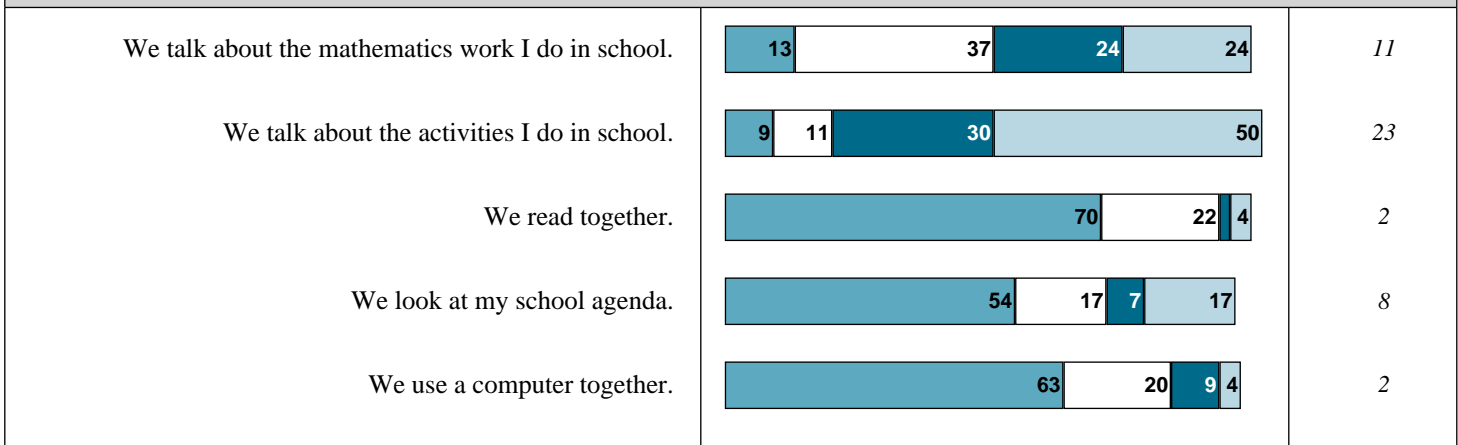 We talk about the mathematics work I do in school. 13 37 24 24 11
We talk about the activities I do in school. 9 11 30 50 23
We read together. 70 22 4 2
We look at my school agenda. 54 17 7 17 8
We use a computer together. 63 20 9 4 2